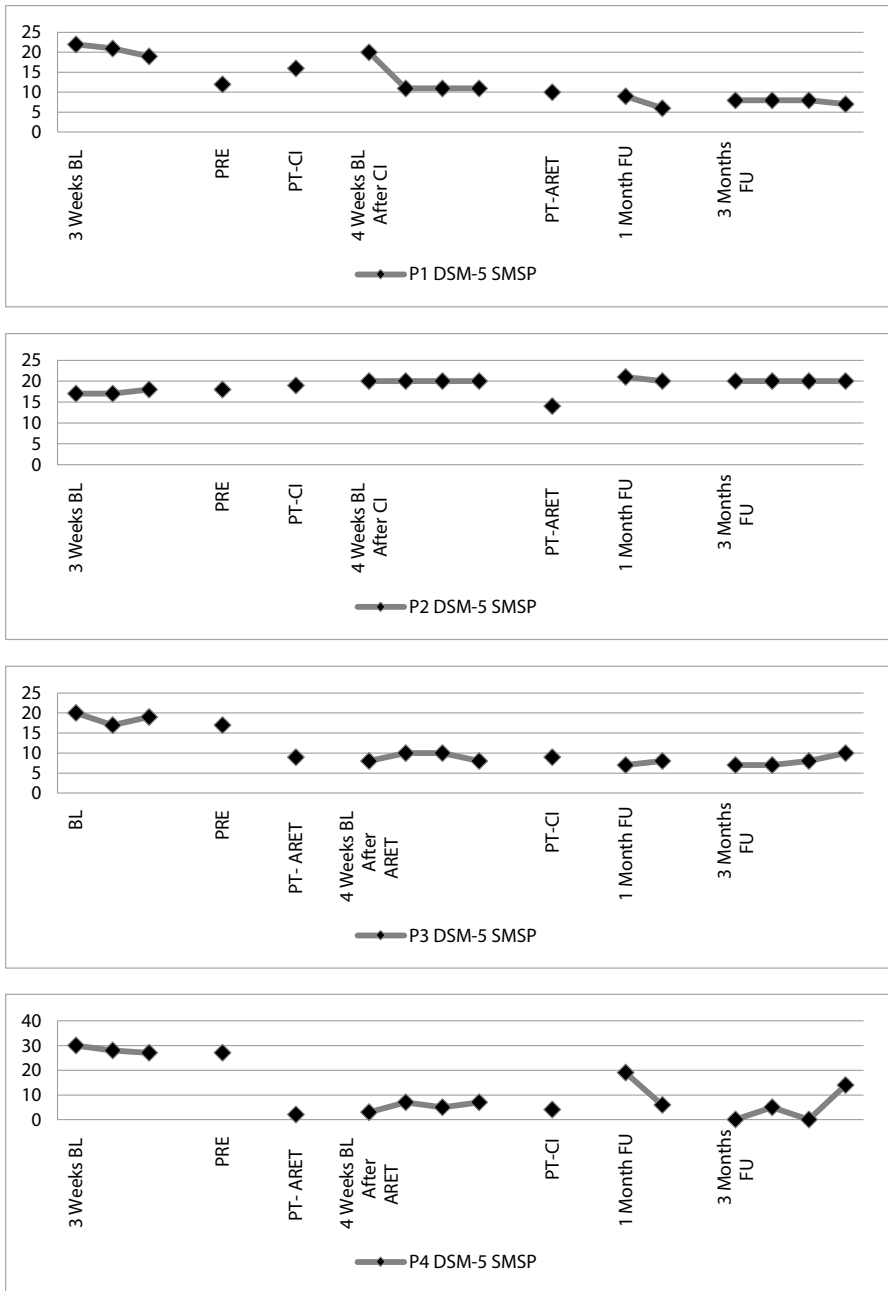 25
20
15
10
5
0
3 Weeks BL
PRE
PT-CI
4 Weeks BL
After CI
PT-ARET
1 Month FU
3 Months
FU
P1 DSM-5 SMSP
25
20
15
10
5
0
3 Weeks BL
PRE
PT-CI
4 Weeks BL
After CI
PT-ARET
1 Month FU
3 Months
FU
P2 DSM-5 SMSP
25
20
15
10
5
0
BL
PRE
PT- ARET
4 Weeks BL
After
ARET
PT-CI
1 Month FU
3 Months
FU
P3 DSM-5 SMSP
40
30
20
10
0
3 Weeks BL
PRE
PT- ARET
4 Weeks BL
After
ARET
PT-CI
1 Month FU
3 Months
FU
P4 DSM-5 SMSP